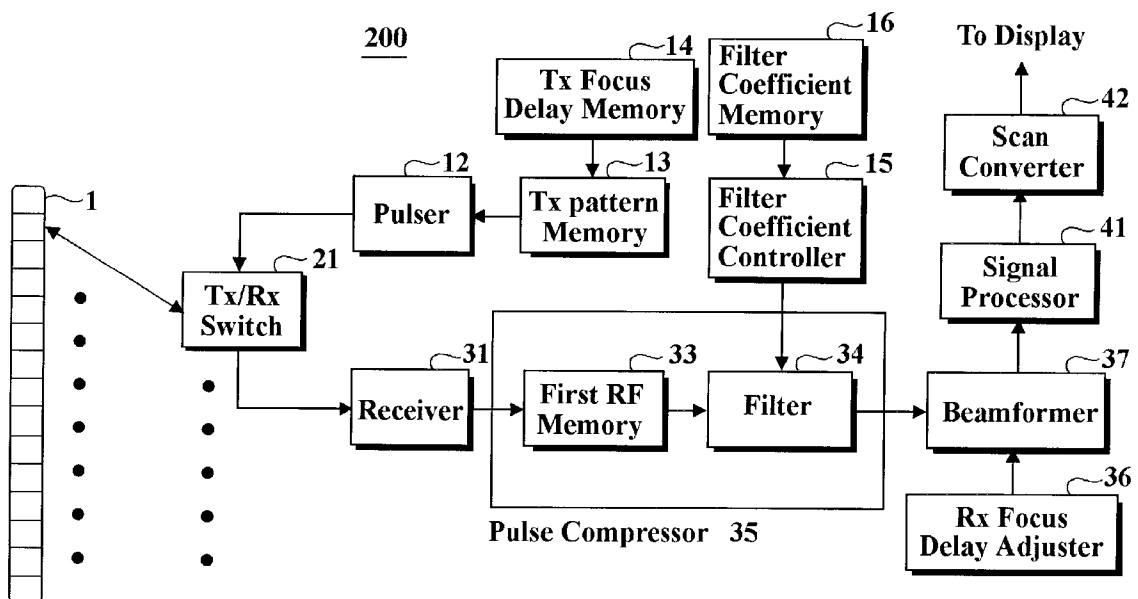 200
14
Tx Focus
Delay Memory
16
Filter
Coefficient
Memory
To Display
42
Scan
Converter
1
12
Pulser
13
Tx pattern
Memory
15
Filter
Coefficient
Controller
41
Signal
Processor
21
Tx/Rx
Switch
31
Receiver
33
First RF
Memory
34
Filter
37
Beamformer
Pulse Compressor 35
36
Rx Focus
Delay Adjuster